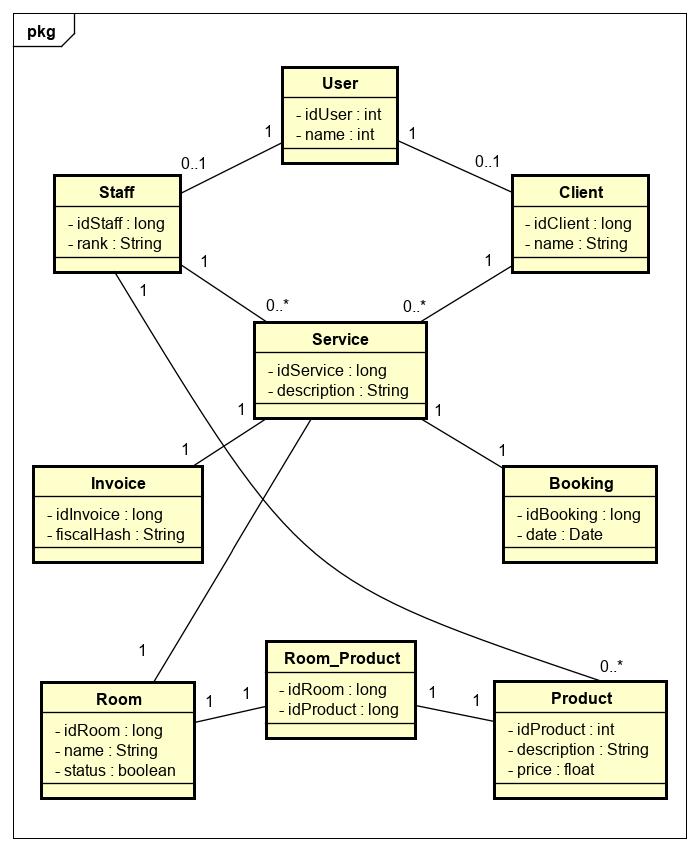 pkg
User
- idUser : int
- name : int
1
1
0..1
0..1
Staff
- idStaff : long
- rank : String
Client
- idClient : long
- name : String
1
1
1
0..*
0..*
Service
- idService : long
- description : String
1
1
1
1
Invoice
- idInvoice : long
- fiscalHash : String
Booking
- idBooking : long
- date : Date
1
0..*
Room_Product
- idRoom : long
- idProduct : long
Room
- idRoom : long
- name : String
- status : boolean
1
1
1
1
Product
- idProduct : int
- description : String
- price : float